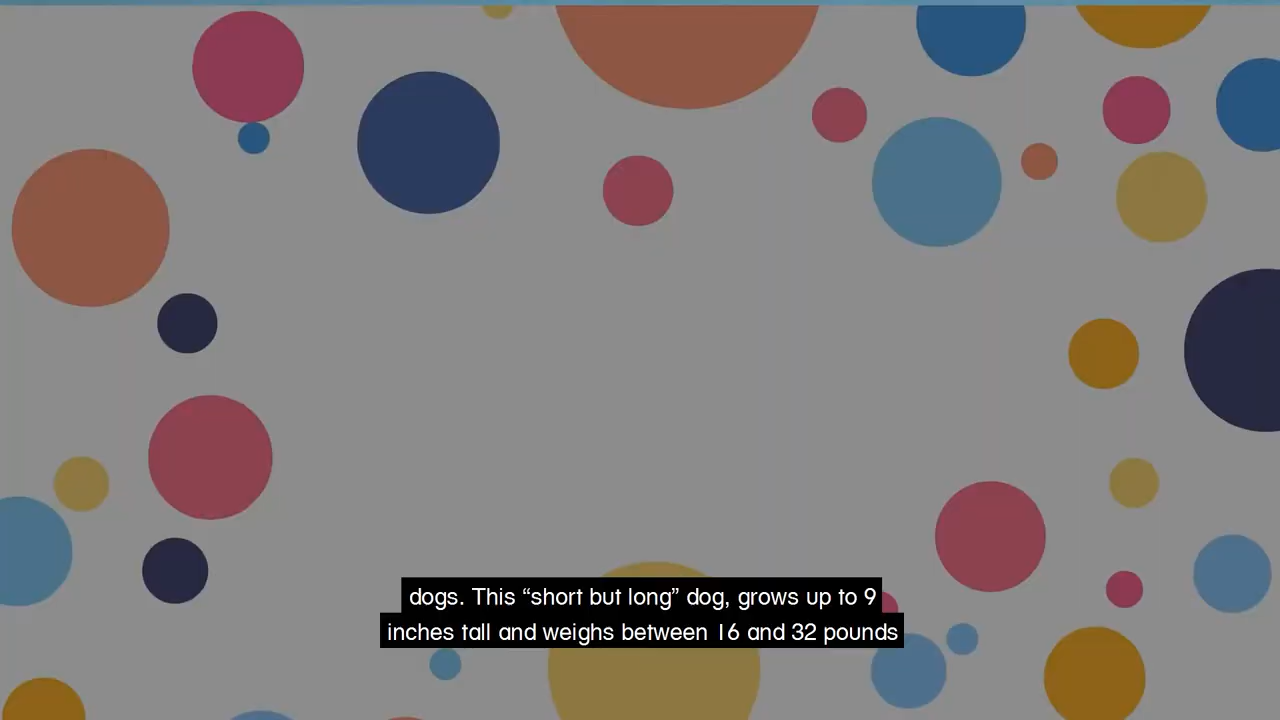 dogs. This “short but long” dog, grows up to 9
inches tall and weighs between 16 and 32 pounds